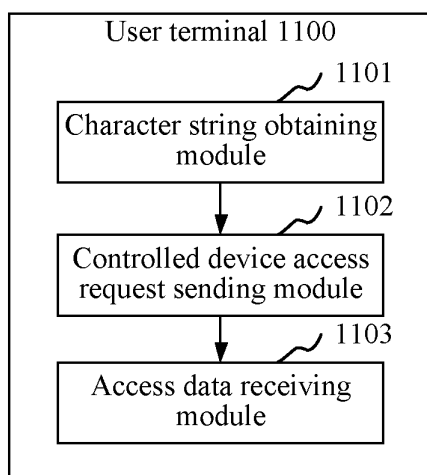 User terminal 1100
1101
Character string obtaining
module
1102
Controlled device access
request sending module
1103
Access data receiving
module